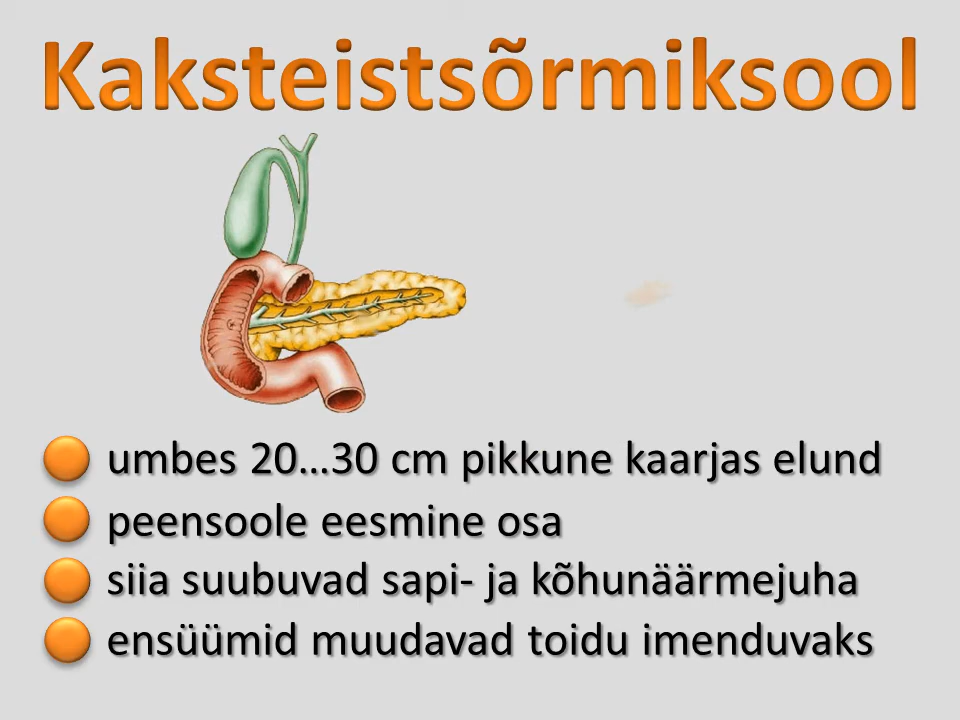 Kaksteistsõrmiksool
umbes 20...30 cm pikkune kaarjas elund
peensoole eesmine osa
siia suubuvad sapi- ja kõhunäärmejuha
ensüümid muudavad toidu imenduvaks